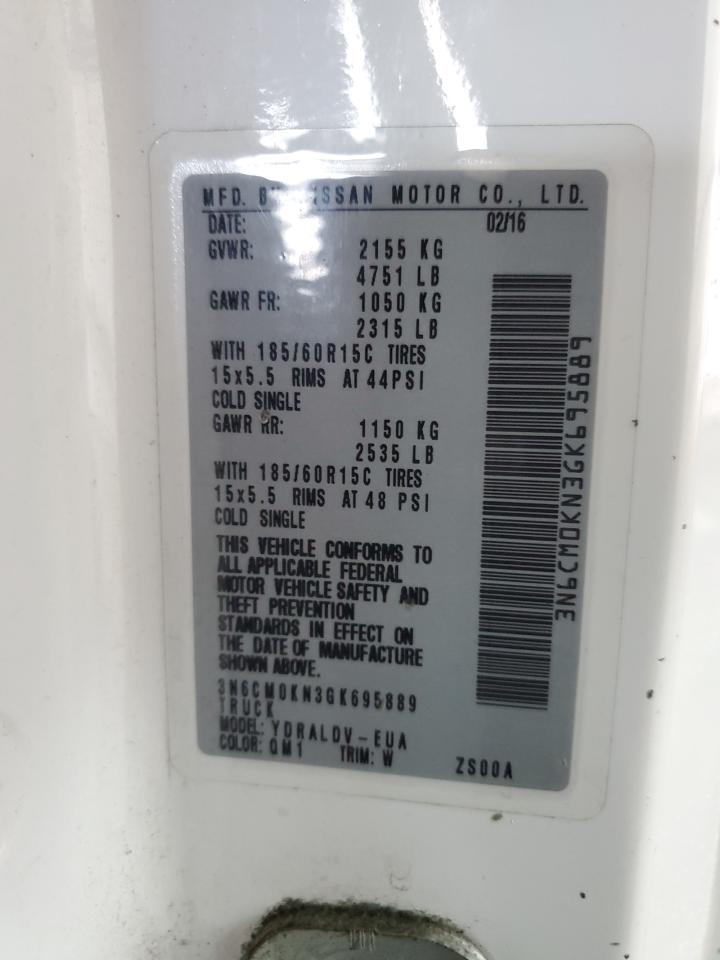 MFD. BY NISSAN MOTOR CO., LTD.
DATE: 02/16
GVWR: 2155 KG
4751 LB
GAWR FR: 1050 KG
2315 LB
WITH 185/60R15C TIRES
15x5.5 RIMS AT 44PSI
COLD SINGLE
GAWR RR: 1150 KG
2535 LB
WITH 185/60R15C TIRES
15x5.5 RIMS AT 48 PSI
COLD SINGLE
THIS VEHICLE CONFORMS TO
ALL APPLICABLE FEDERAL
MOTOR VEHICLE SAFETY AND
THEFT PREVENTION
STANDARDS IN EFFECT ON
THE DATE OF MANUFACTURE
SHOWN ABOVE.
3N6CM0KN3GK695889
TRUCK
MODEL: YDRALDV-EUA
COLOR: QM1 TRIM: W ZS00A
3N6CM0KN3GK695889